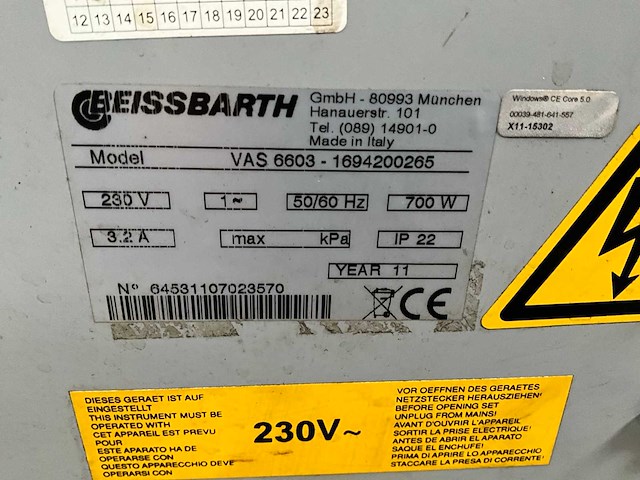 12 13 14 15 16 17 18 19 20 21 22 23
BEISSBARTH
GmbH - 80993 München
Hanauerstr. 101
Tel. (089) 14901-0
Made in Italy
Model VAS 6603 - 1694200265
230 V 1~ 50/60 Hz 700 W
3.2 A max kPa IP 22
YEAR 11
Nº 64531107023570
CE
Windows® CE Core 5.0
00039-481-641-557
X11-15302
DIESES GERAET IST AUF
EINGESTELLT
THIS INSTRUMENT MUST BE
OPERATED WITH
CET APPAREIL EST PREVU
POUR
ESTE APARATO HA DE
OPERARSE CON
QUESTO APPARECCHIO DEVE
OPERARSI CON
230V~
VOR OEFFNEN DES GERAETES
NETZSTECKER HERAUSZIEHEN!
BEFORE OPENING SET
UNPLUG FROM MAINS!
AVANT D'OUVRIR L'APPAREIL
SORTIR LA PRISE ELECTRIQUE!
ANTES DE ABRIR EL APARATO
SAQUE EL ENCHUFE!
PRIMA DI APRIRE LO APPARECCHIO
STACCARE LA PRESA DI CORRENTE